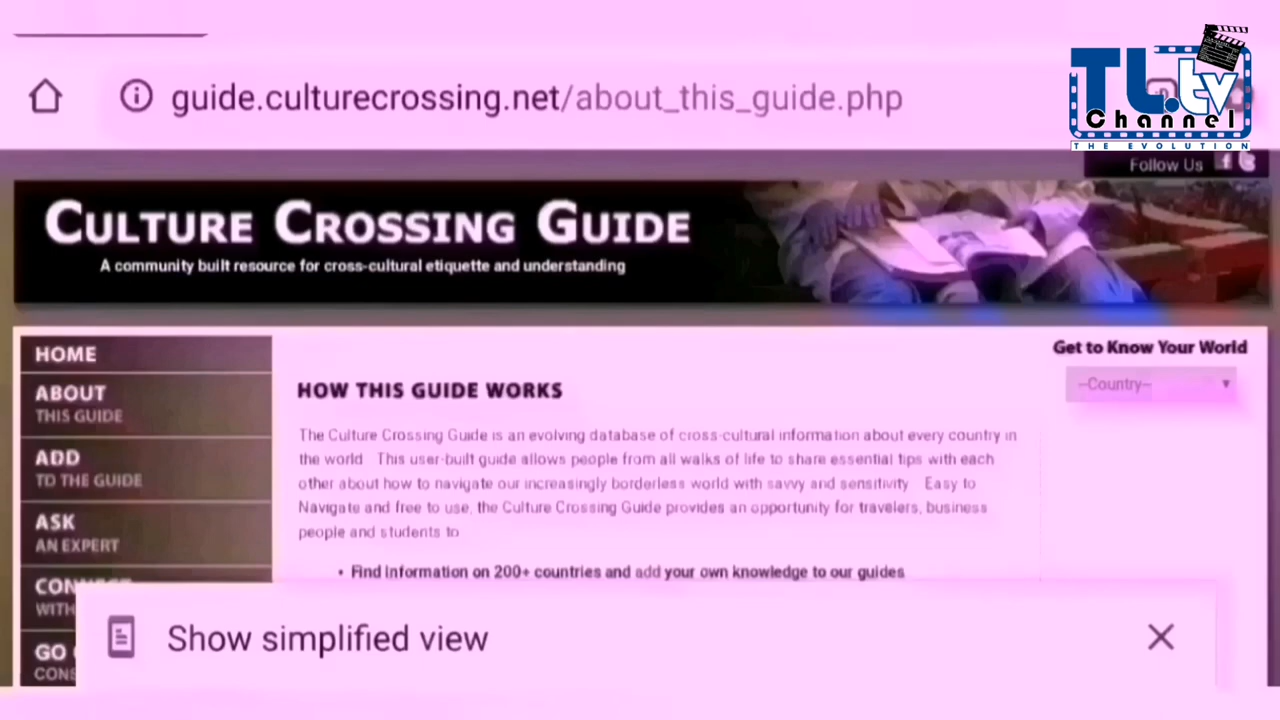 guide.culturecrossing.net/about_this_guide.php
TL.tv
Channel
THE EVOLUTION
Follow Us
CULTURE CROSSING GUIDE
A community built resource for cross-cultural etiquette and understanding
HOME
ABOUT
THIS GUIDE
ADD
TO THE GUIDE
ASK
AN EXPERT
CONNECT
WITH
GO
CONS
HOW THIS GUIDE WORKS
The Culture Crossing Guide is an evolving database of cross-cultural information about every country in
the world This user-built guide allows people from all walks of life to share essential tips with each
other about how to navigate our increasingly borderless world with savvy and sensitivity Easy to
Navigate and free to use, the Culture Crossing Guide provides an opportunity for travelers, business
people and students to
• Find Information on 200+ countries and add your own knowledge to our guides
Get to Know Your World
--Country--
Show simplified view